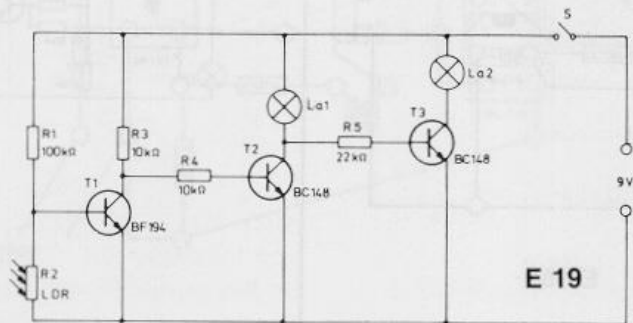 S
La2
La1
T3
R1
100kΩ
R3
10kΩ
R5
22kΩ
T2
R4
10kΩ
BC148
BC148
T1
BF194
9V
R2
LDR
E 19